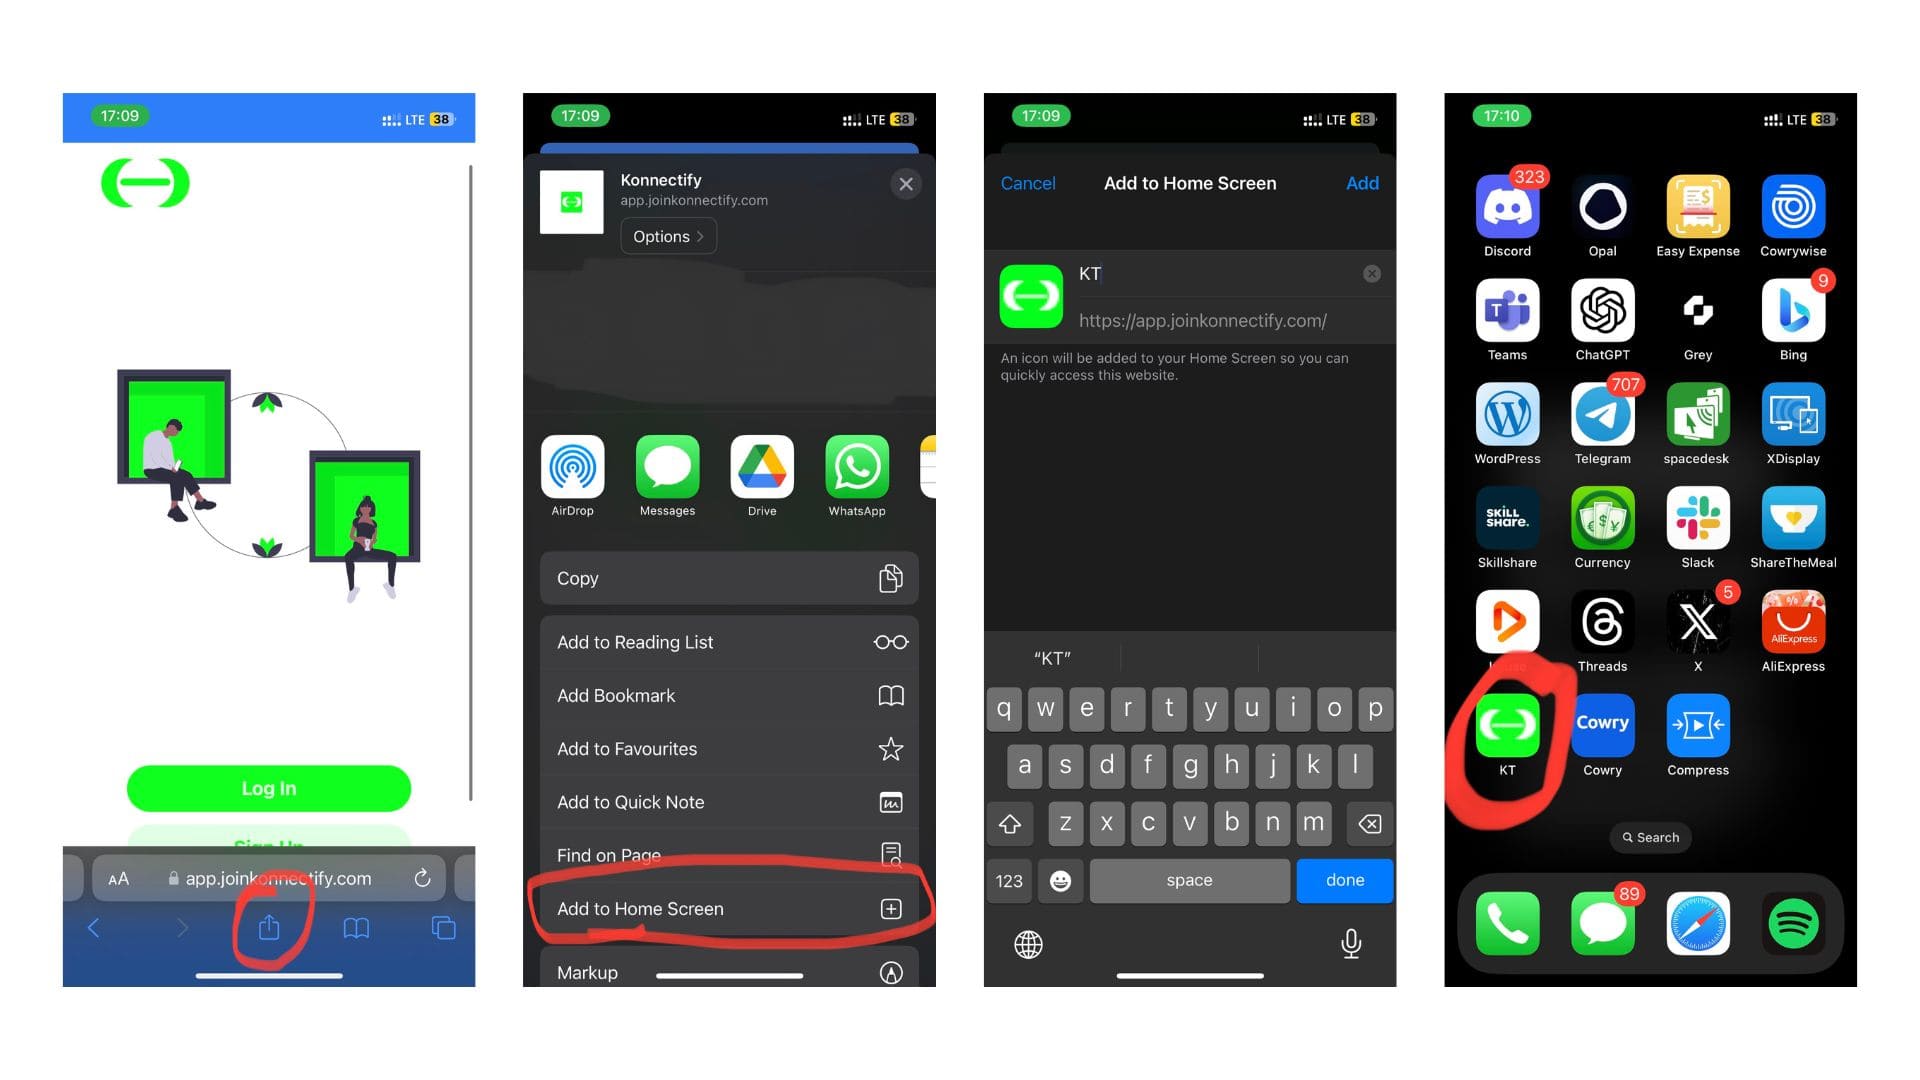 17:09
LTE 38
Log In
Sign Up
AA
app.joinkonnectify.com
17:09
LTE 38
Konnectify
app.joinkonnectify.com
Options
AirDrop
Messages
Drive
WhatsApp
Copy
Add to Reading List
Add Bookmark
Add to Favourites
Add to Quick Note
Find on Page
Add to Home Screen
Markup
17:09
LTE 38
Cancel
Add to Home Screen
Add
KT
https://app.joinkonnectify.com/
An icon will be added to your Home Screen so you can
quickly access this website.
“KT”
q w e r t y u i o p
a s d f g h j k l
z x c v b n m
123
space
done
17:10
LTE 38
323
Discord
Opal
Easy Expense
Cowrywise
9
Teams
ChatGPT
Grey
Bing
707
WordPress
Telegram
spacedesk
XDisplay
SKILL
SHARE.
Skillshare
Currency
Slack
ShareTheMeal
5
AliExpress
Threads
X
AliExpress
KT
Cowry
Cowry
Compress
Search
89